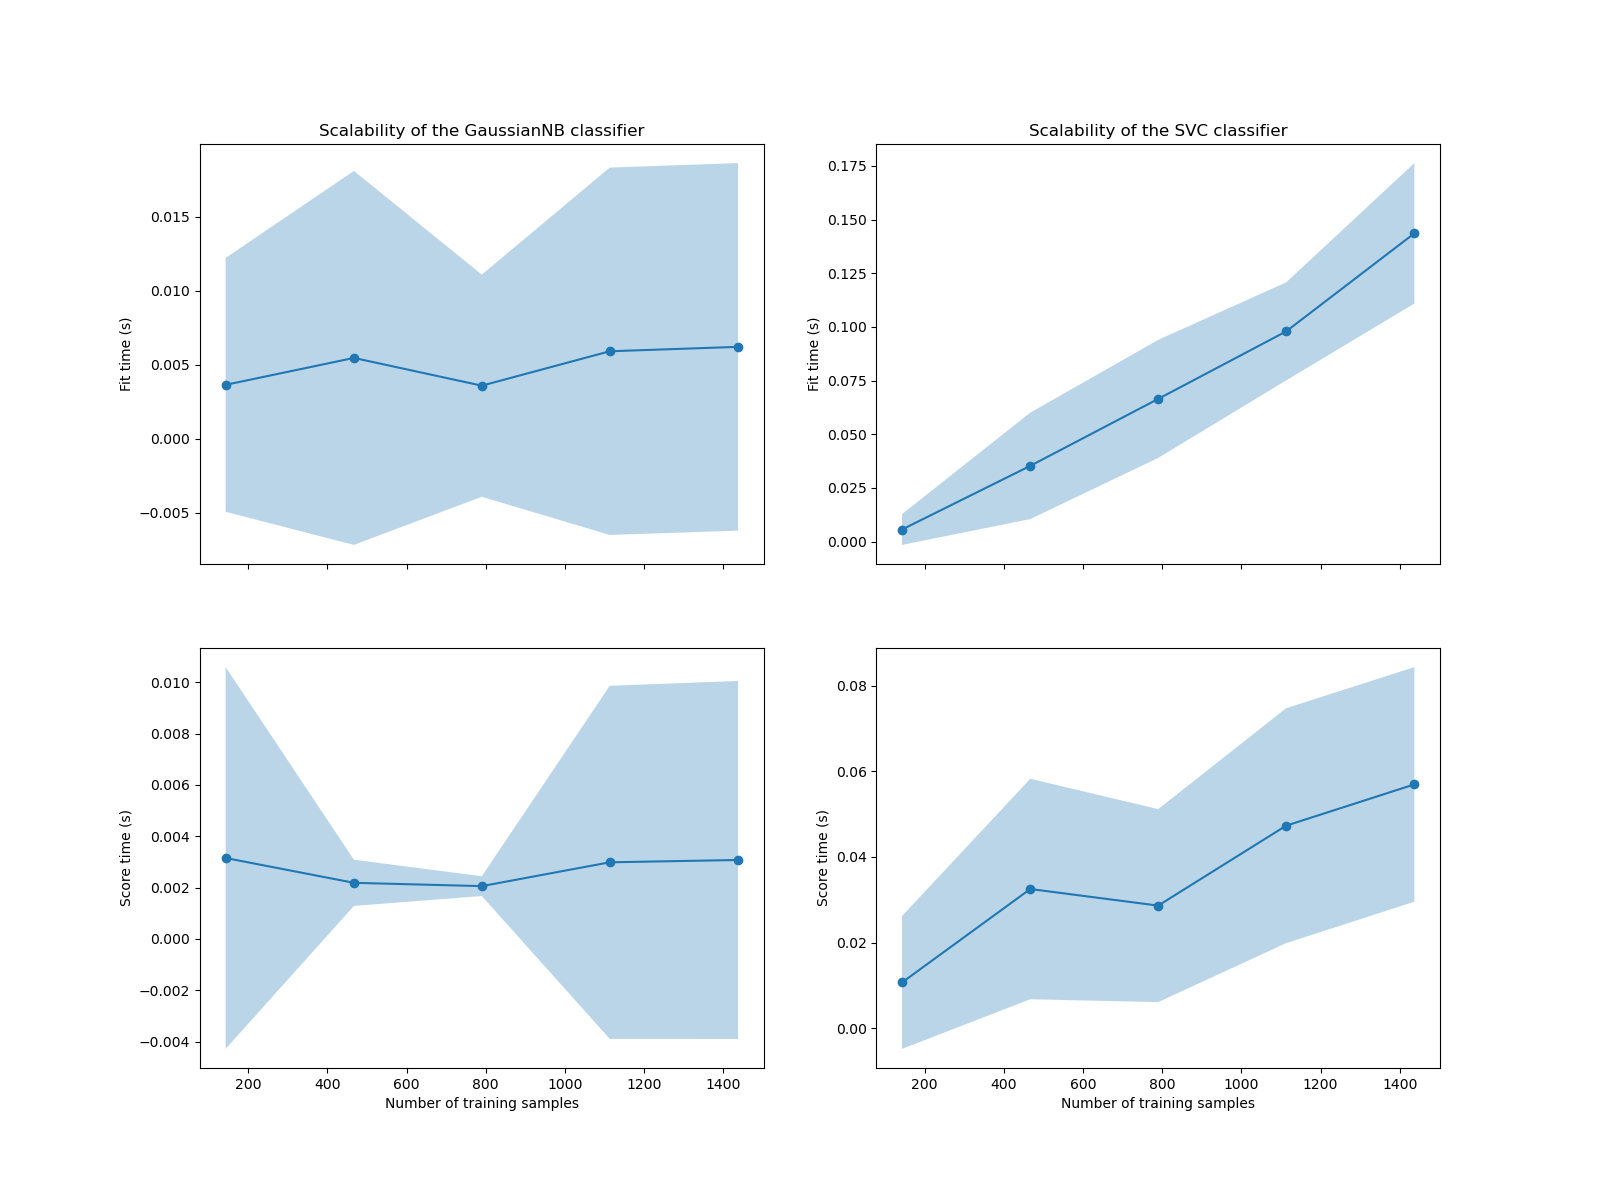 Scalability of the GaussianNB classifier
Fit time (s)
0.015
0.010
0.005
0.000
−0.005
Scalability of the SVC classifier
Fit time (s)
0.175
0.150
0.125
0.100
0.075
0.050
0.025
0.000
Score time (s)
0.010
0.008
0.006
0.004
0.002
0.000
−0.002
−0.004
200 400 600 800 1000 1200 1400
Number of training samples
Score time (s)
0.08
0.06
0.04
0.02
0.00
200 400 600 800 1000 1200 1400
Number of training samples